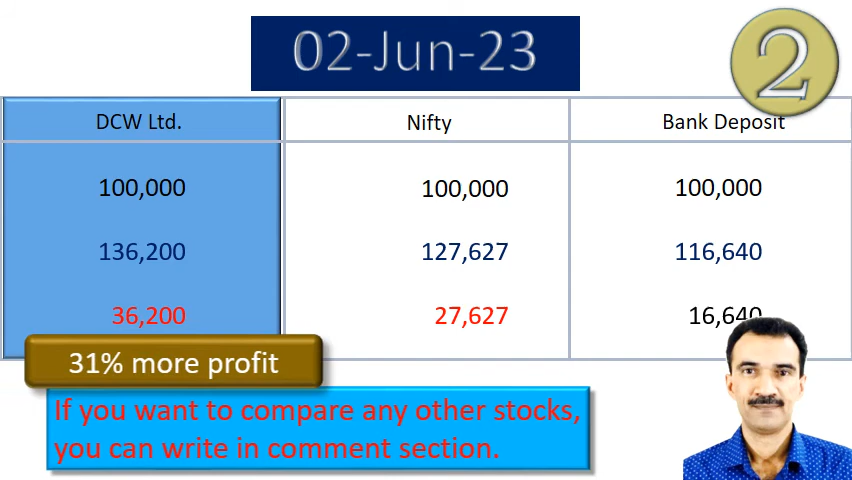 02-Jun-23
2
DCW Ltd. Nifty Bank Deposit
100,000 100,000 100,000
136,200 127,627 116,640
36,200 27,627 16,640
31% more profit
If you want to compare any other stocks,
you can write in comment section.